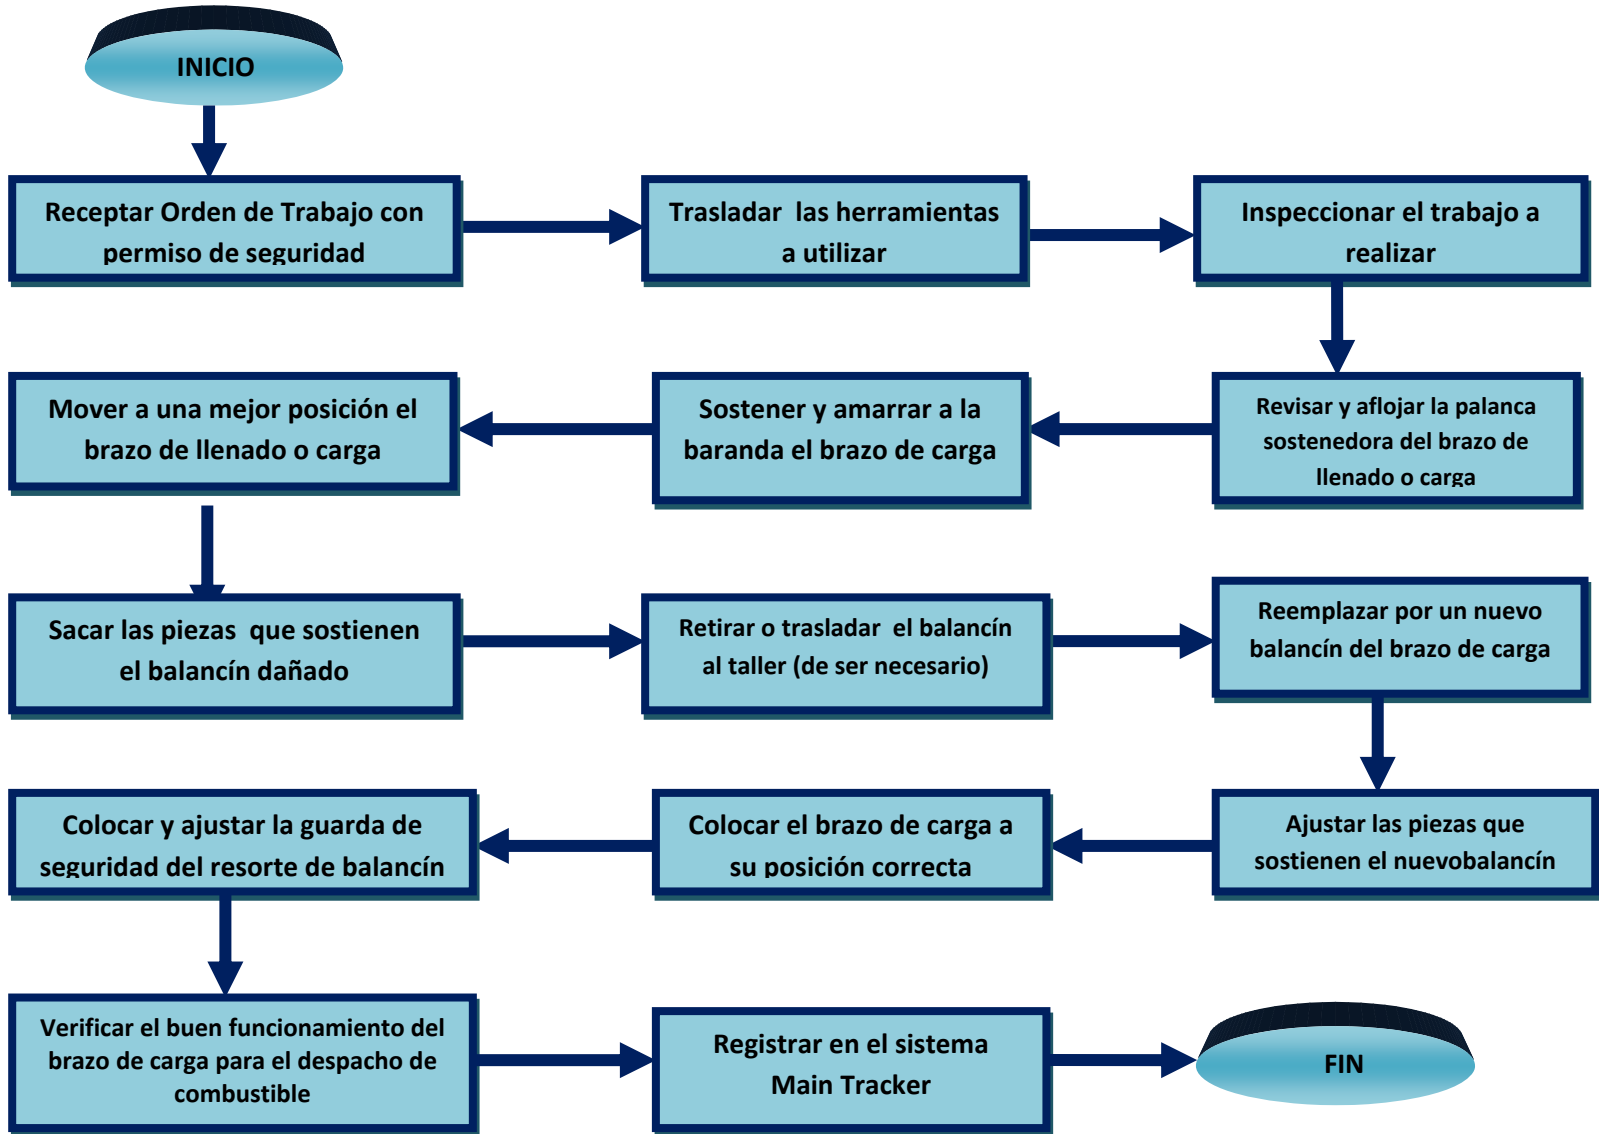 INICIO
Receptar Orden de Trabajo con
permiso de seguridad
Trasladar las herramientas
a utilizar
Inspeccionar el trabajo a
realizar
Revisar y aflojar la palanca
sostenedora del brazo de
llenado o carga
Sostener y amarrar a la
baranda el brazo de carga
Mover a una mejor posición el
brazo de llenado o carga
Sacar las piezas que sostienen
el balancín dañado
Retirar o trasladar el balancín
al taller (de ser necesario)
Reemplazar por un nuevo
balancín del brazo de carga
Ajustar las piezas que
sostienen el nuevobalancín
Colocar el brazo de carga a
su posición correcta
Colocar y ajustar la guarda de
seguridad del resorte de balancín
Verificar el buen funcionamiento del
brazo de carga para el despacho de
combustible
Registrar en el sistema
Main Tracker
FIN